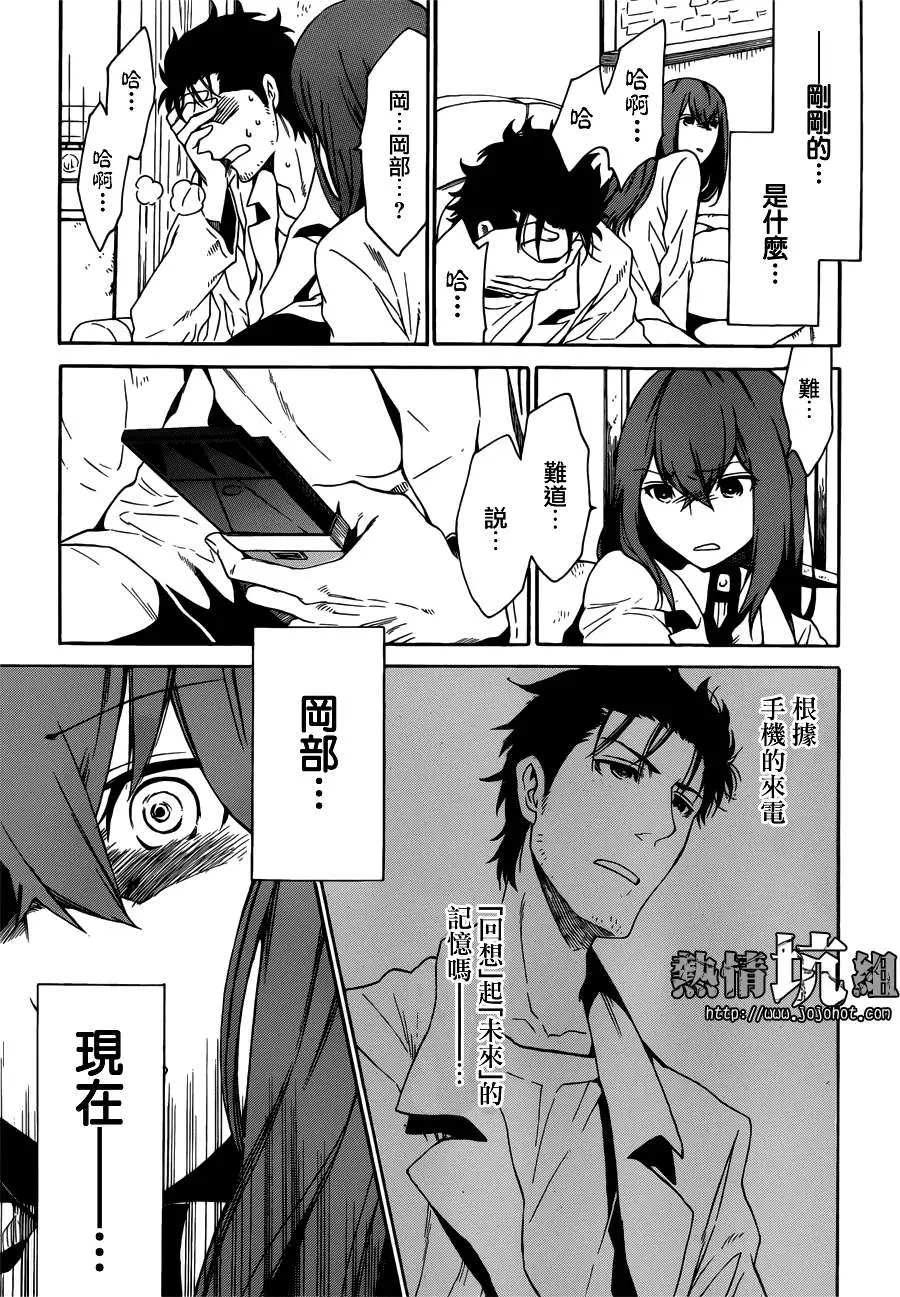 ──剛剛的…
是什麼…
哈啊…
哈
哈…
岡…岡部…?
哈…
哈啊…
難…
難道…
説…
根據
手機的來電
「回想」起「未來」的
記憶嗎──…
岡部…
現在──…
熱情坑組
http://www.jojohot.com